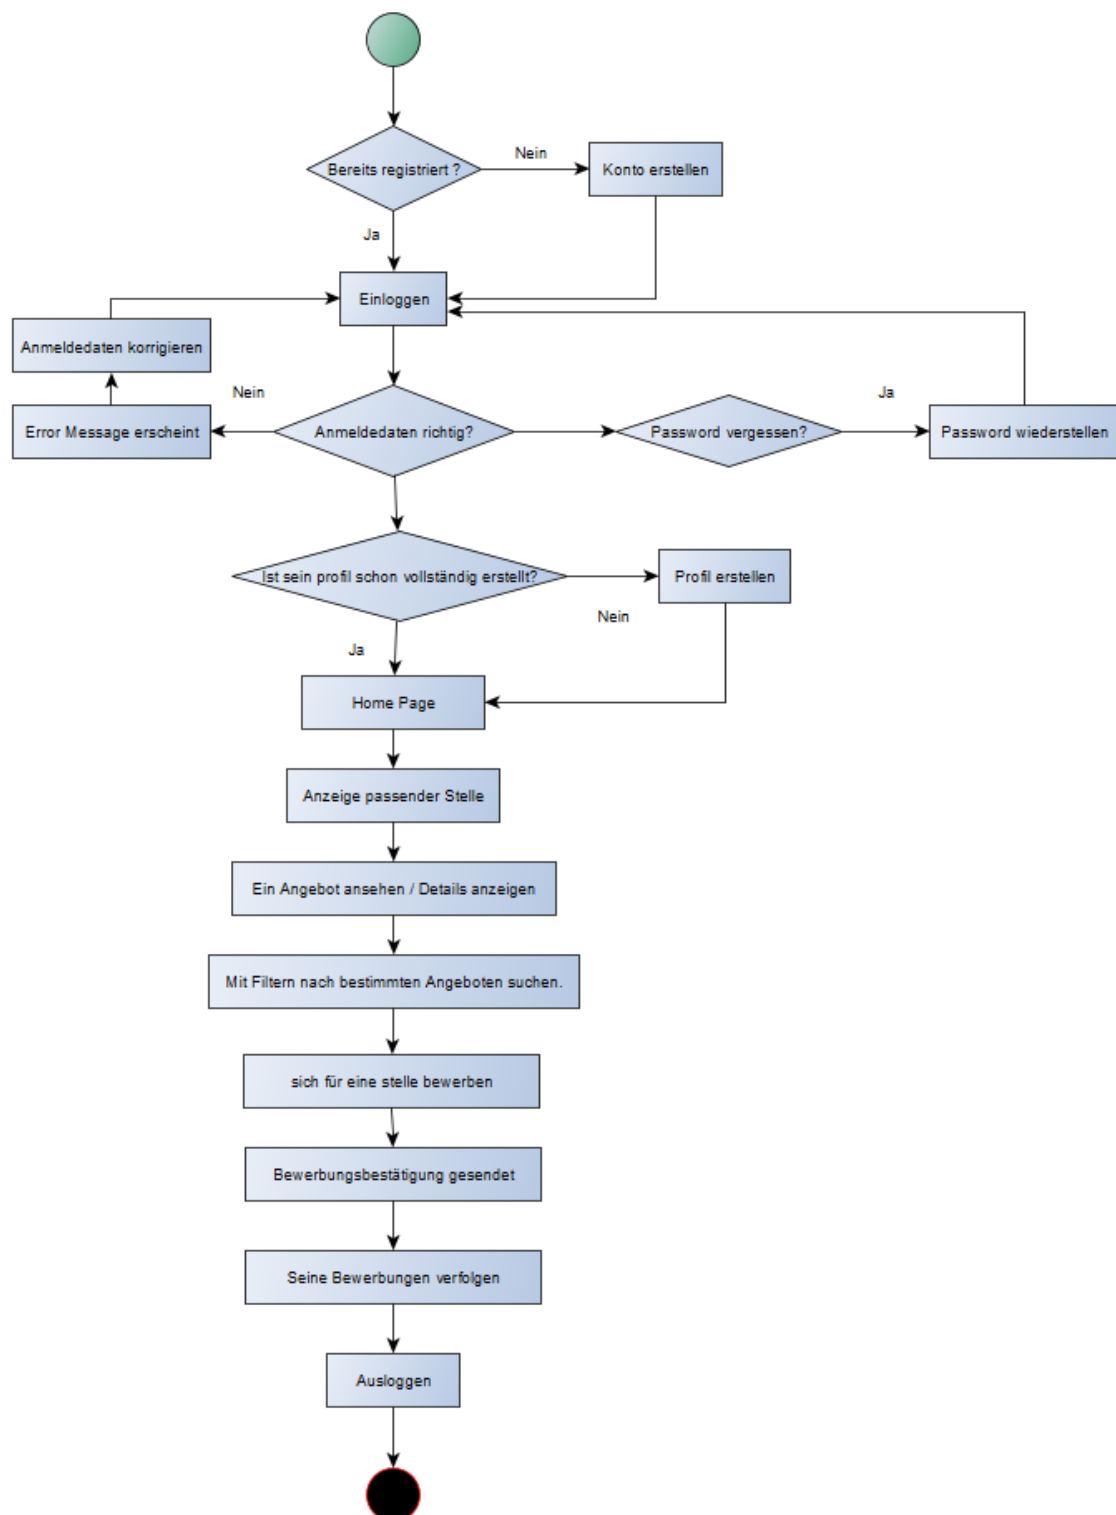 Bereits registriert ?
Nein
Konto erstellen
Ja
Einloggen
Anmeldedaten korrigieren
Nein
Ja
Error Message erscheint
Anmeldedaten richtig?
Password vergessen?
Password wiederstellen
Ist sein profil schon vollständig erstellt?
Profil erstellen
Nein
Ja
Home Page
Anzeige passender Stelle
Ein Angebot ansehen / Details anzeigen
Mit Filtern nach bestimmten Angeboten suchen.
sich für eine stelle bewerben
Bewerbungsbestätigung gesendet
Seine Bewerbungen verfolgen
Ausloggen